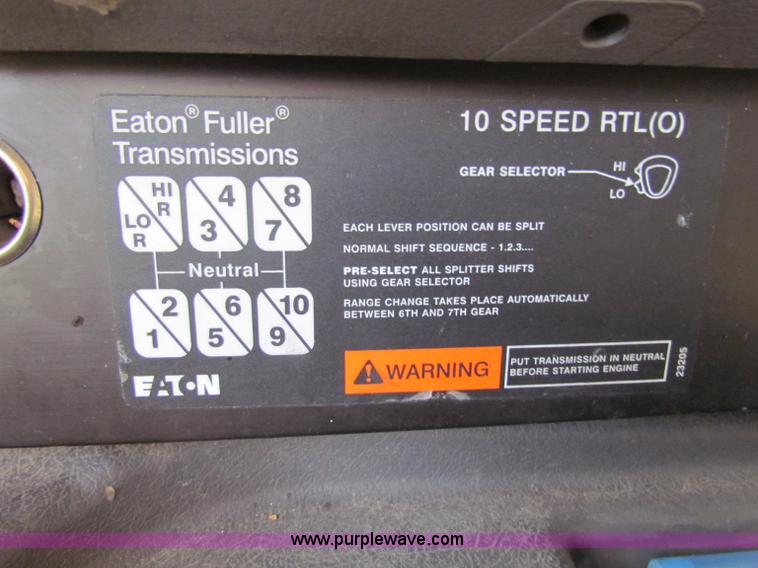 Eaton® Fuller®
Transmissions
10 SPEED RTL(O)
GEAR SELECTOR
HI
LO
HI
R
LO
R
4
3
8
7
Neutral
2
1
6
5
10
9
EACH LEVER POSITION CAN BE SPLIT
NORMAL SHIFT SEQUENCE - 1.2.3....
PRE-SELECT ALL SPLITTER SHIFTS
USING GEAR SELECTOR
RANGE CHANGE TAKES PLACE AUTOMATICALLY
BETWEEN 6TH AND 7TH GEAR
WARNING
PUT TRANSMISSION IN NEUTRAL
BEFORE STARTING ENGINE
23205
EATON
www.purplewave.com